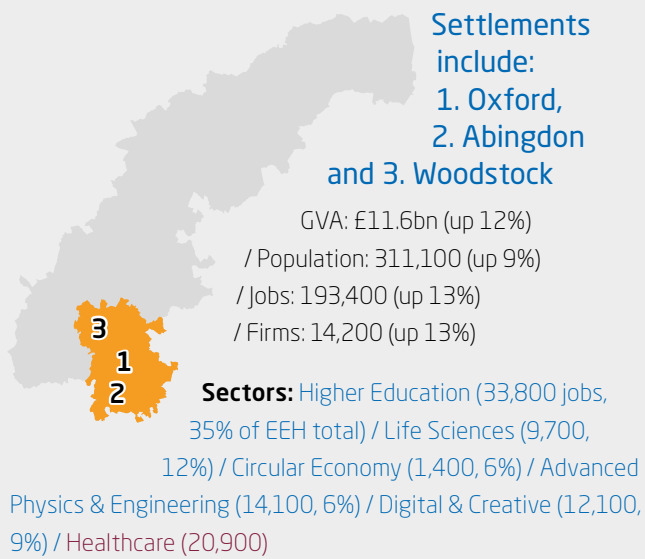 Settlements
include:
1. Oxford,
2. Abingdon
and 3. Woodstock
GVA: £11.6bn (up 12%)
/ Population: 311,100 (up 9%)
/ Jobs: 193,400 (up 13%)
/ Firms: 14,200 (up 13%)
3
1
2
Sectors: Higher Education (33,800 jobs,
35% of EEH total) / Life Sciences (9,700,
12%) / Circular Economy (1,400, 6%) / Advanced
Physics & Engineering (14,100, 6%) / Digital & Creative (12,100,
9%) / Healthcare (20,900)